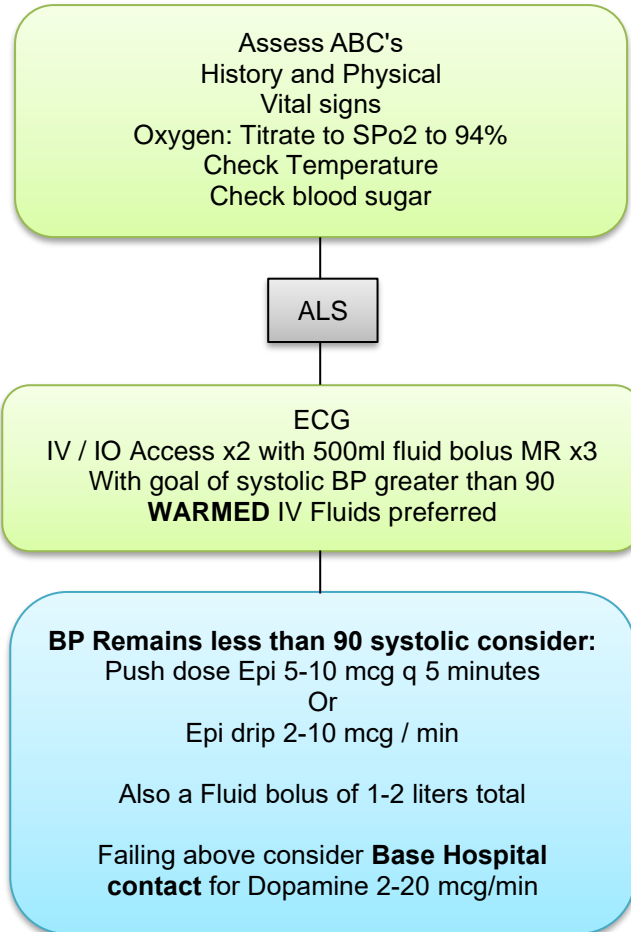 Assess ABC's
History and Physical
Vital signs
Oxygen: Titrate to SPo2 to 94%
Check Temperature
Check blood sugar
ALS
ECG
IV / IO Access x2 with 500ml fluid bolus MR x3
With goal of systolic BP greater than 90
WARMED IV Fluids preferred
BP Remains less than 90 systolic consider:
Push dose Epi 5-10 mcg q 5 minutes
Or
Epi drip 2-10 mcg / min
Also a Fluid bolus of 1-2 liters total
Failing above consider Base Hospital
contact for Dopamine 2-20 mcg/min